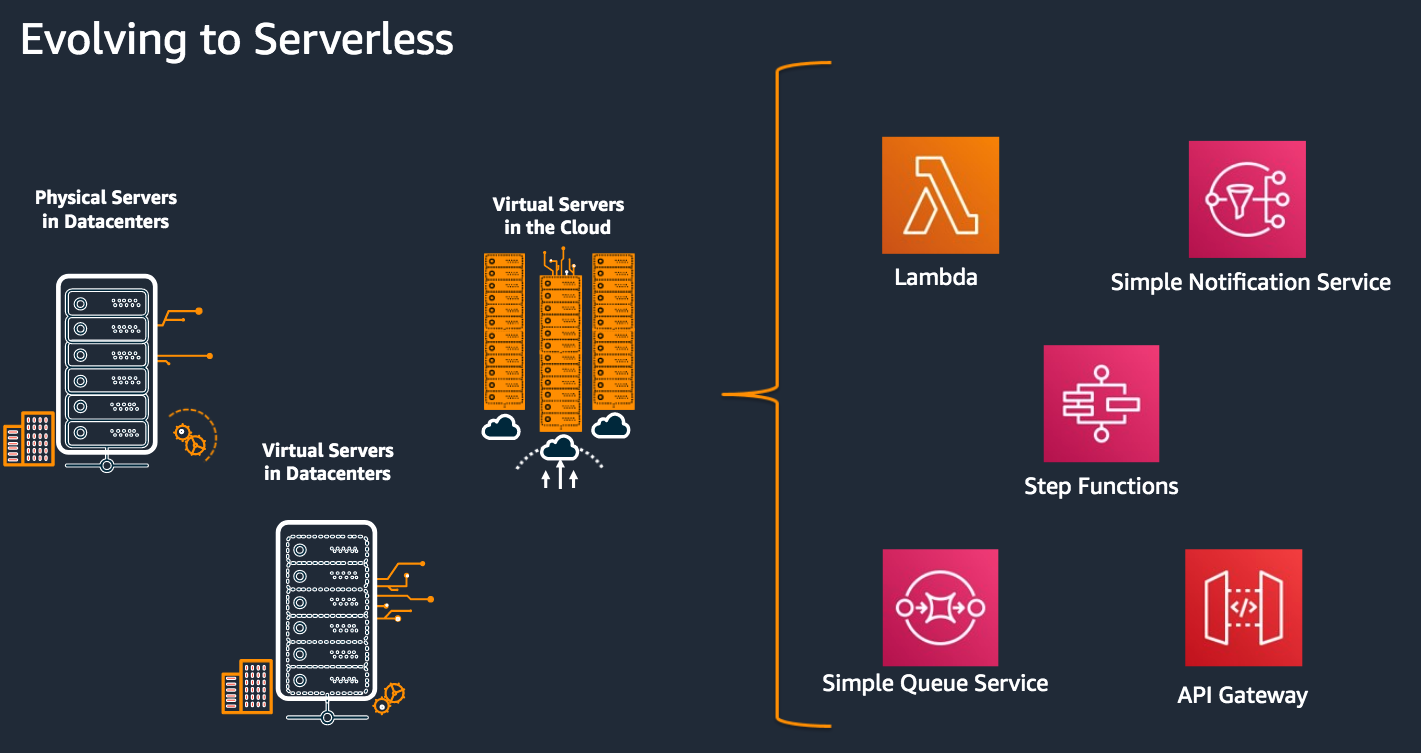 Evolving to Serverless
Physical Servers
in Datacenters
Virtual Servers
in Datacenters
Virtual Servers
in the Cloud
Lambda
Simple Notification Service
Step Functions
Simple Queue Service
API Gateway